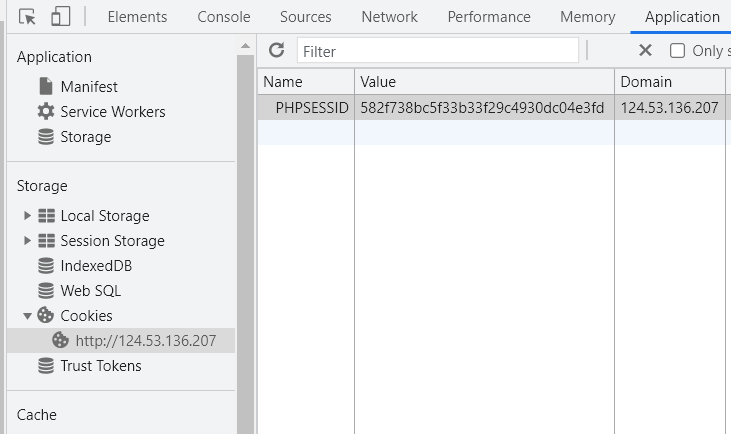 Elements Console Sources Network Performance Memory Application
Application
Manifest
Service Workers
Storage
Storage
Local Storage
Session Storage
IndexedDB
Web SQL
Cookies
http://124.53.136.207
Trust Tokens
Cache
Filter Only s
Name Value Domain
PHPSESSID 582f738bc5f33b33f29c4930dc04e3fd 124.53.136.207